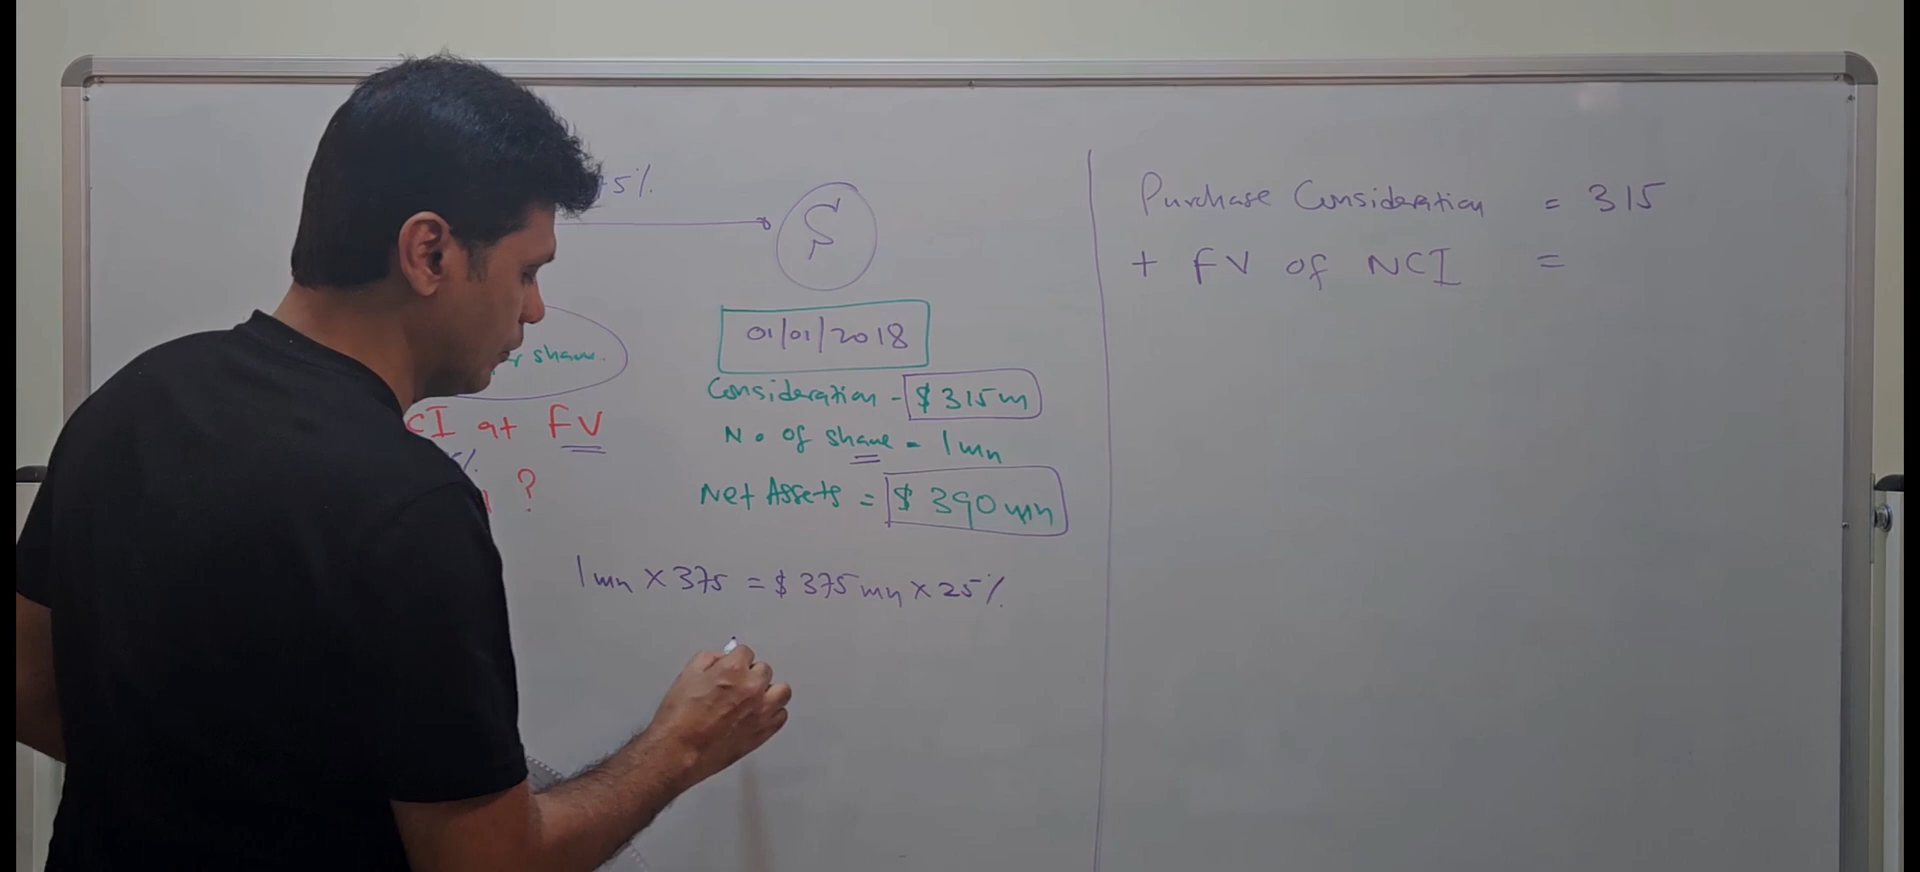 5%
S
01/01/2018
share.
Consideration - $315m
CI at FV
No of share = 1mn
%
?
Net Assets = $390mn
1mn x 375 = $375mn x 25%
Purchase Consideration = 315
+ FV of NCI =